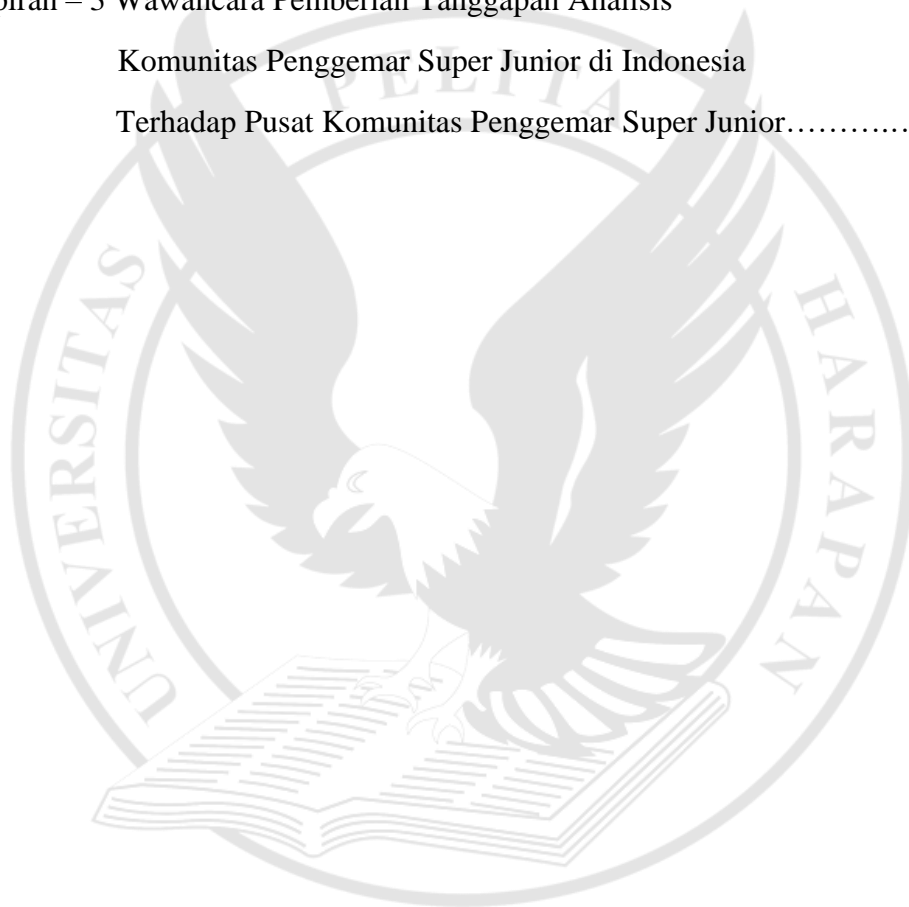 – 3 Wawancara Pemberian Tanggapan Analisis
Komunitas Penggemar Super Junior di Indonesia
Terhadap Pusat Komunitas Penggemar Super Junior……….…
UNIVERSITAS PELITA HARAPAN